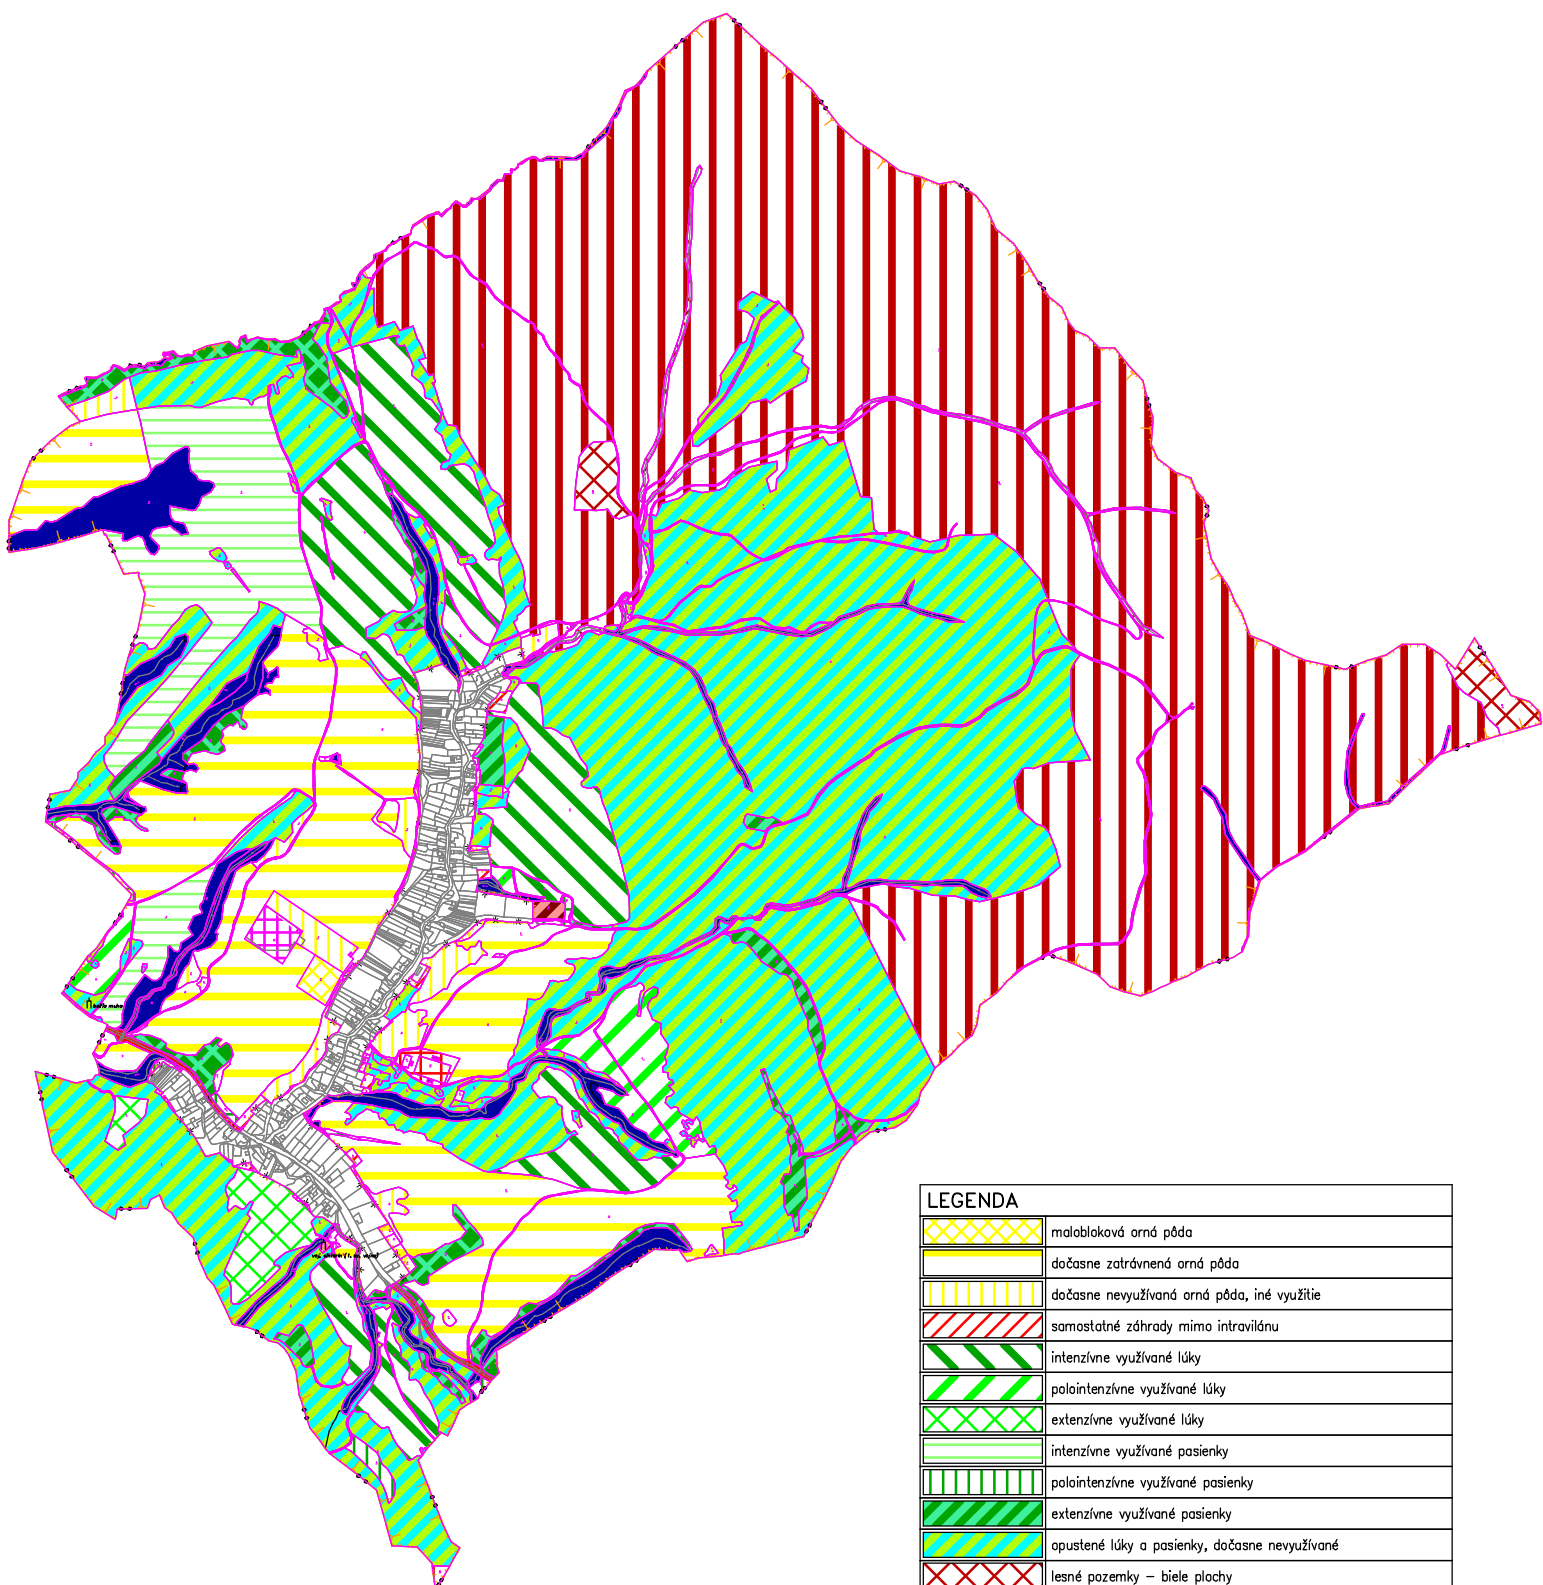 LEGENDA
malobloková orná pôda
dočasne zatrávnená orná pôda
dočasne nevyužívaná orná pôda, iné využitie
samostatné záhrady mimo intravilánu
intenzívne využívané lúky
polointenzívne využívané lúky
extenzívne využívané lúky
intenzívne využívané pasienky
polointenzívne využívané pasienky
extenzívne využívané pasienky
opustené lúky a pasienky, dočasne nevyužívané
lesné pozemky – biele plochy